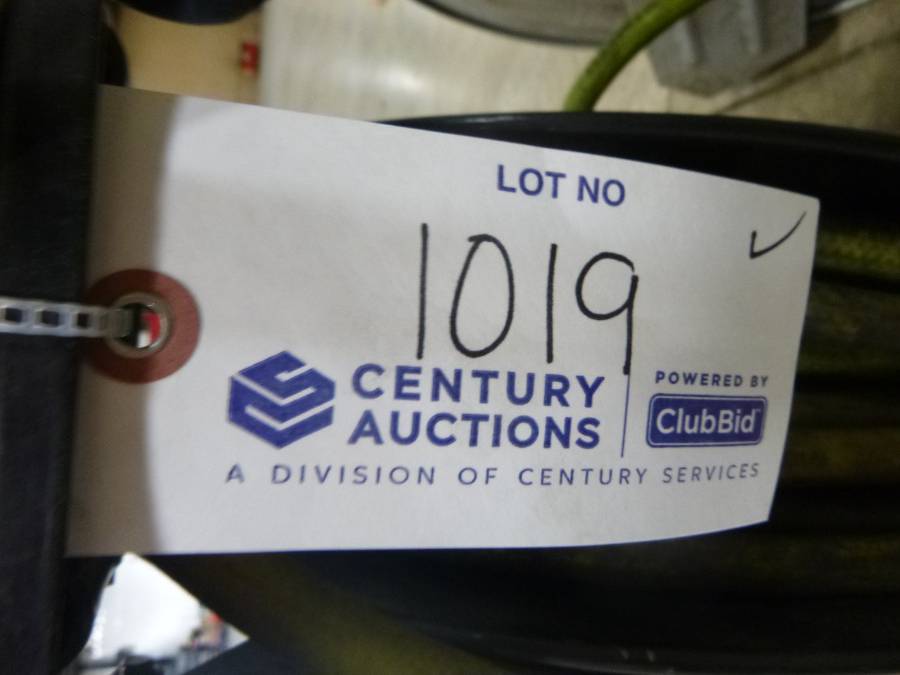 LOT NO
1019
CENTURY
AUCTIONS
POWERED BY
ClubBid
A DIVISION OF CENTURY SERVICES